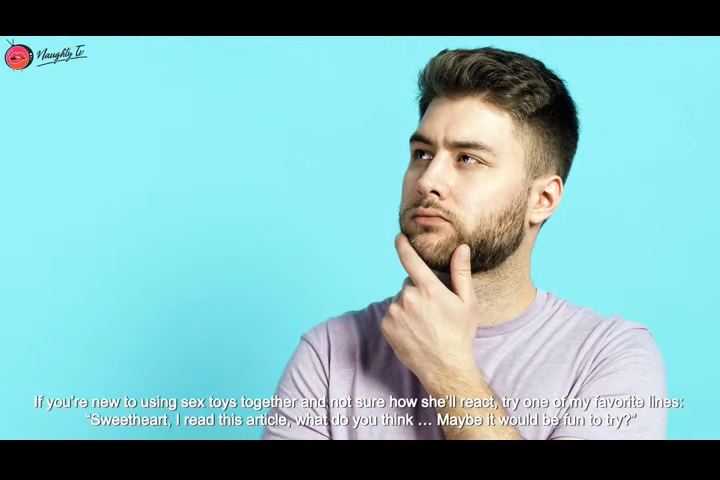 Naughty Tv
If you're new to using sex toys together and not sure how she'll react, try one of my favorite lines:
“Sweetheart, I read this article, what do you think … Maybe it would be fun to try?”